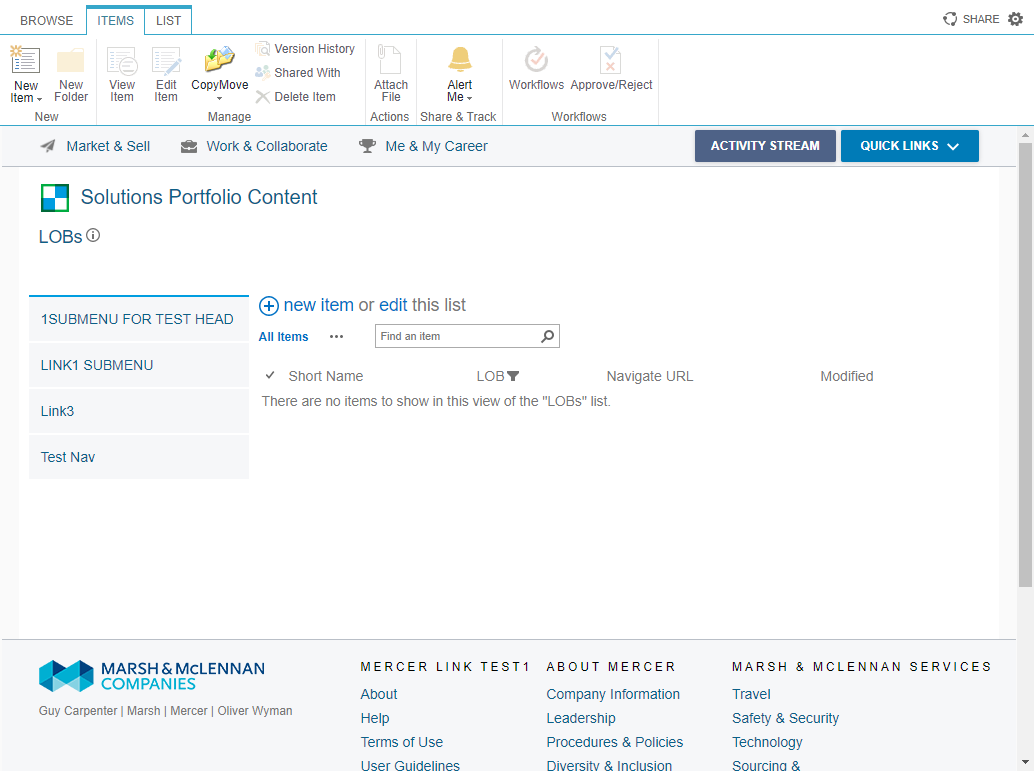 BROWSE ITEMS LIST SHARE
New Item New Folder View Item Edit Item CopyMove Version History Shared With Delete Item Attach File Alert Me Workflows Approve/Reject
New Manage Actions Share & Track Workflows
Market & Sell Work & Collaborate Me & My Career ACTIVITY STREAM QUICK LINKS
Solutions Portfolio Content
LOBs
1SUBMENU FOR TEST HEAD
LINK1 SUBMENU
Link3
Test Nav
new item or edit this list
All Items ••• Find an item
Short Name LOB Navigate URL Modified
There are no items to show in this view of the "LOBs" list.
MARSH & McLENNAN
COMPANIES
Guy Carpenter | Marsh | Mercer | Oliver Wyman
MERCER LINK TEST1
About
Help
Terms of Use
User Guidelines
ABOUT MERCER
Company Information
Leadership
Procedures & Policies
Diversity & Inclusion
MARSH & MCLENNAN SERVICES
Travel
Safety & Security
Technology
Sourcing &